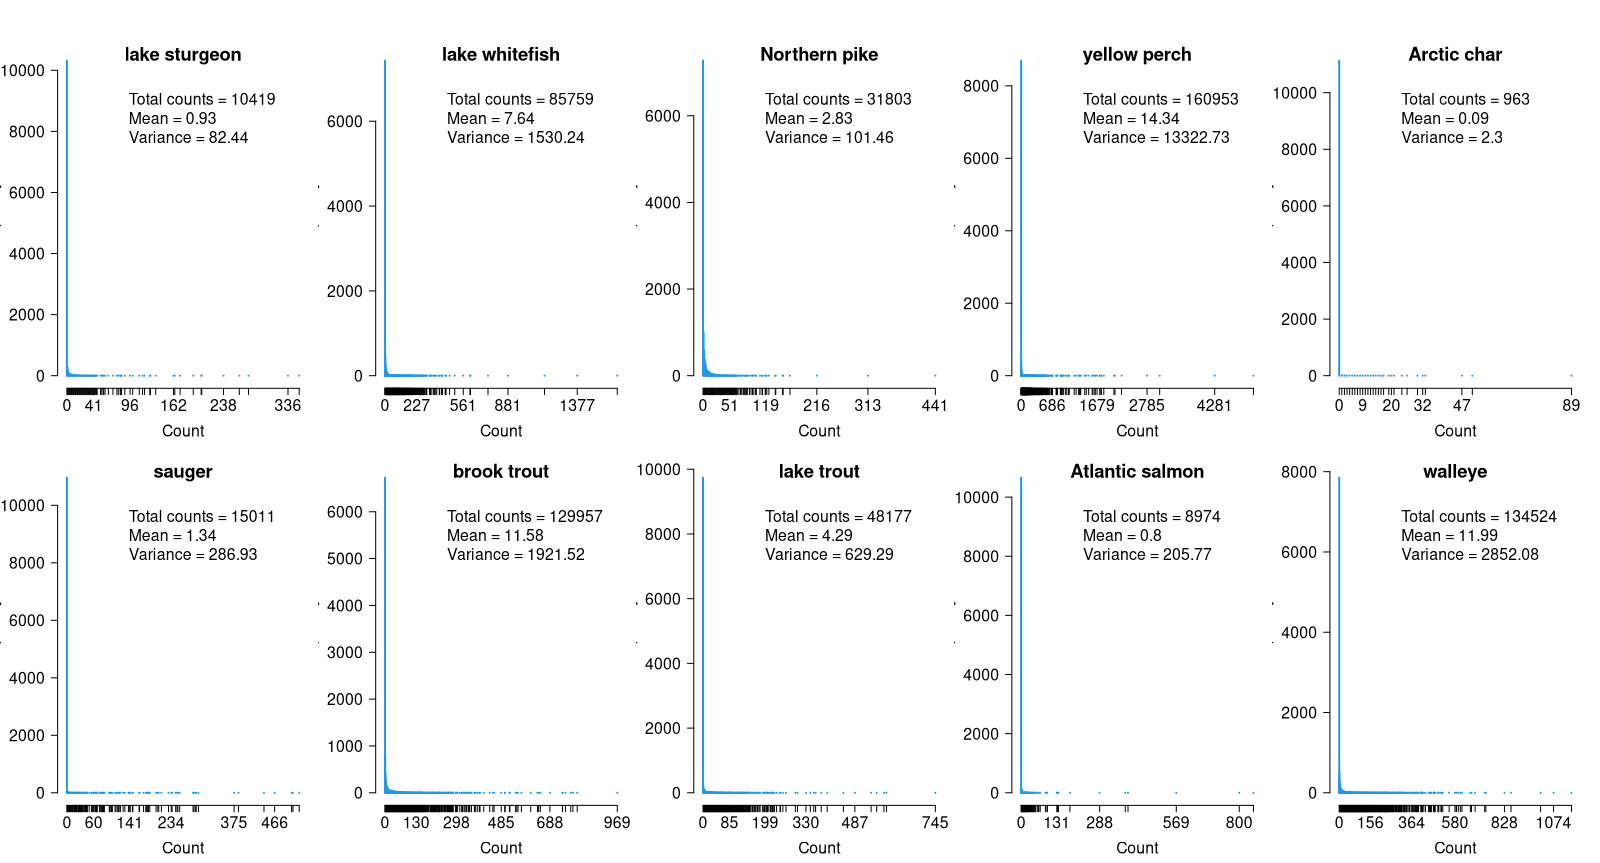 lake sturgeon
Total counts = 10419
Mean = 0.93
Variance = 82.44
10000
8000
6000
4000
2000
0
0 41 96 162 238 336
Count
lake whitefish
Total counts = 85759
Mean = 7.64
Variance = 1530.24
6000
4000
2000
0
0 227 561 881 1377
Count
Northern pike
Total counts = 31803
Mean = 2.83
Variance = 101.46
6000
4000
2000
0
0 51 119 216 313 441
Count
yellow perch
Total counts = 160953
Mean = 14.34
Variance = 13322.73
8000
6000
4000
2000
0
0 686 1679 2785 4281
Count
Arctic char
Total counts = 963
Mean = 0.09
Variance = 2.3
10000
8000
6000
4000
2000
0
0 9 20 32 47 89
Count
sauger
Total counts = 15011
Mean = 1.34
Variance = 286.93
10000
8000
6000
4000
2000
0
0 60 141 234 375 466
Count
brook trout
Total counts = 129957
Mean = 11.58
Variance = 1921.52
6000
5000
4000
3000
2000
1000
0
0 130 298 485 688 969
Count
lake trout
Total counts = 48177
Mean = 4.29
Variance = 629.29
10000
8000
6000
4000
2000
0
0 85 199 330 487 745
Count
Atlantic salmon
Total counts = 8974
Mean = 0.8
Variance = 205.77
10000
8000
6000
4000
2000
0
0 131 288 569 800
Count
walleye
Total counts = 134524
Mean = 11.99
Variance = 2852.08
8000
6000
4000
2000
0
0 156 364 580 828 1074
Count